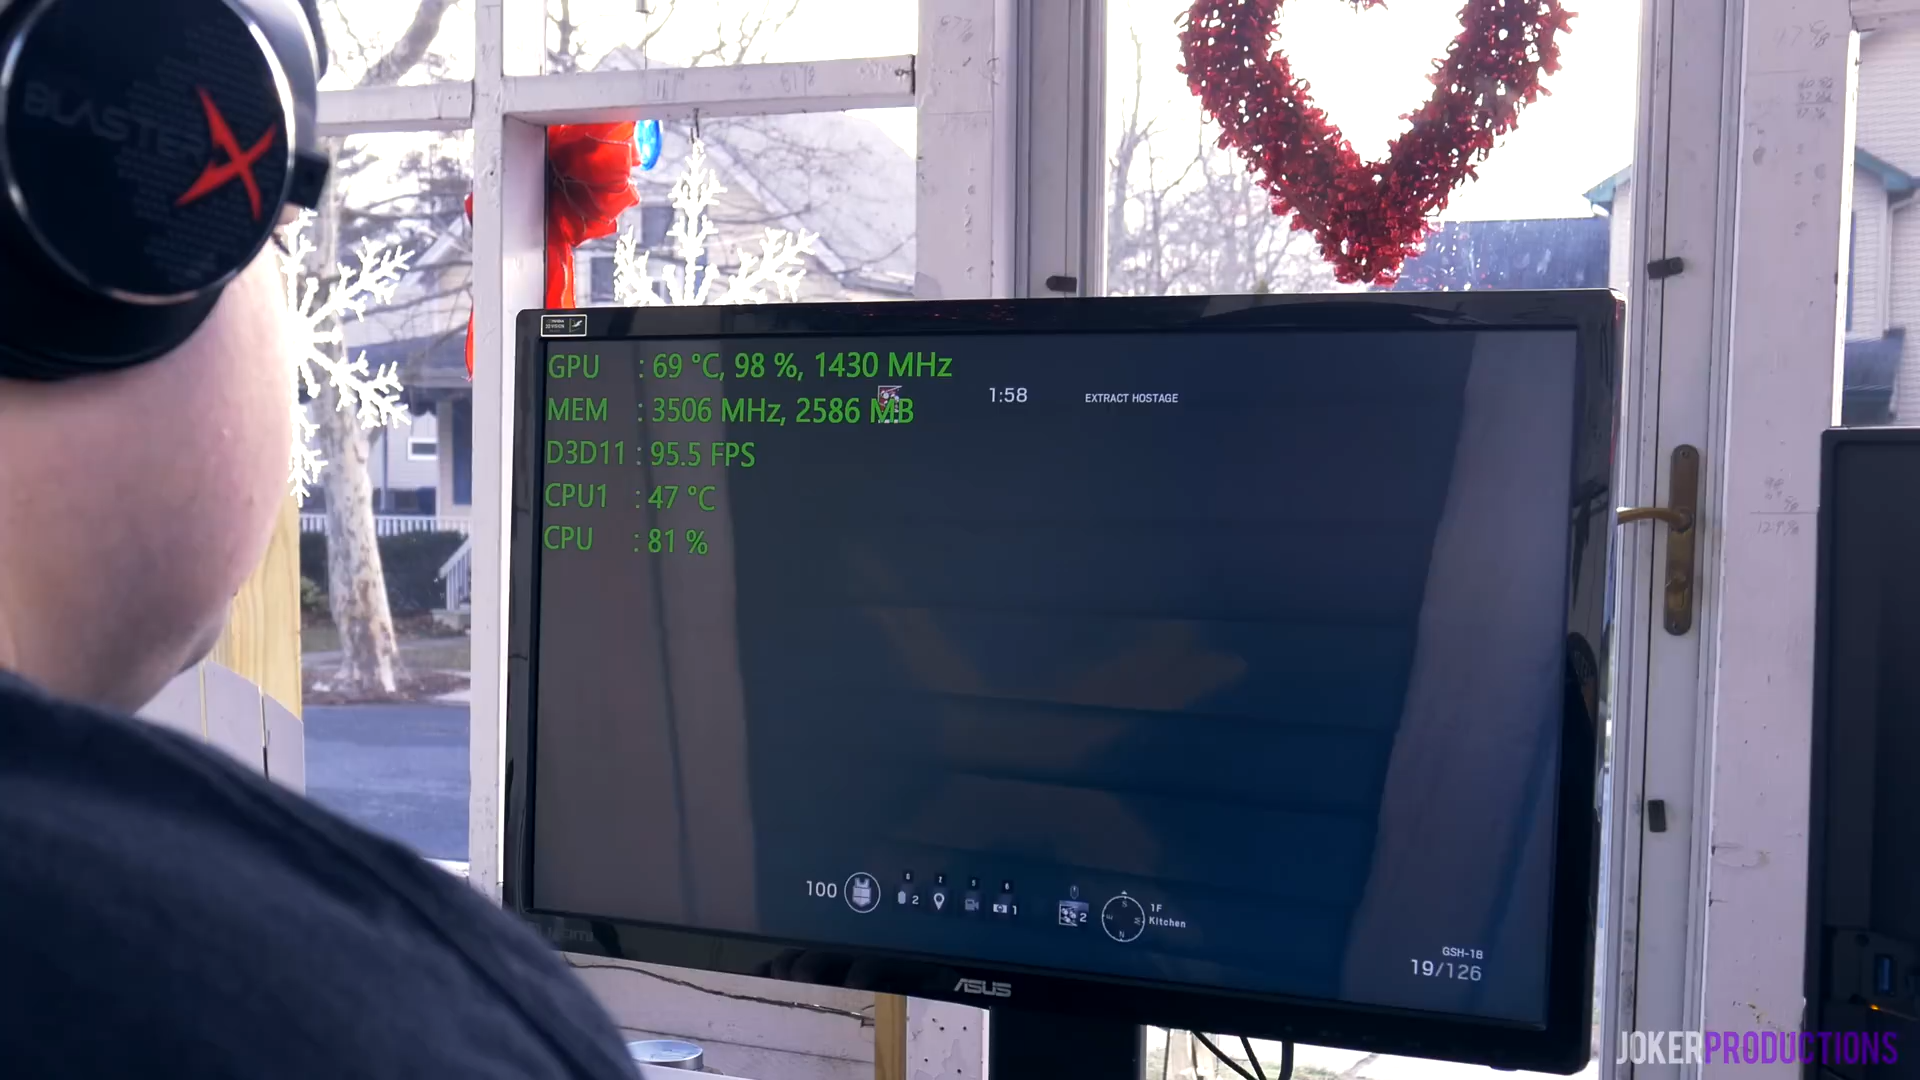 BLASTER
GPU : 69 °C, 98 %, 1430 MHz
MEM : 3506 MHz, 2586 MB
D3D11 : 95.5 FPS
CPU1 : 47 °C
CPU : 81 %
1:58
EXTRACT HOSTAGE
100
2
1
2
1F
Kitchen
GSH-18
19/126
ASUS
JOKERPRODUCTIONS